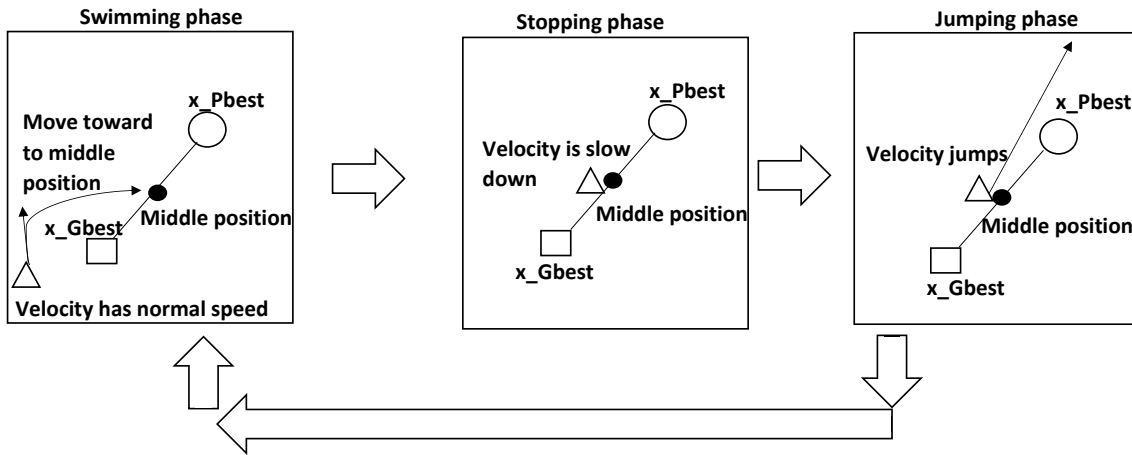 Swimming phase
x_Pbest
Move toward
to middle
position
Middle position
x_Gbest
Velocity has normal speed
Stopping phase
x_Pbest
Velocity is slow
down
Middle position
x_Gbest
Jumping phase
x_Pbest
Velocity jumps
Middle position
x_Gbest